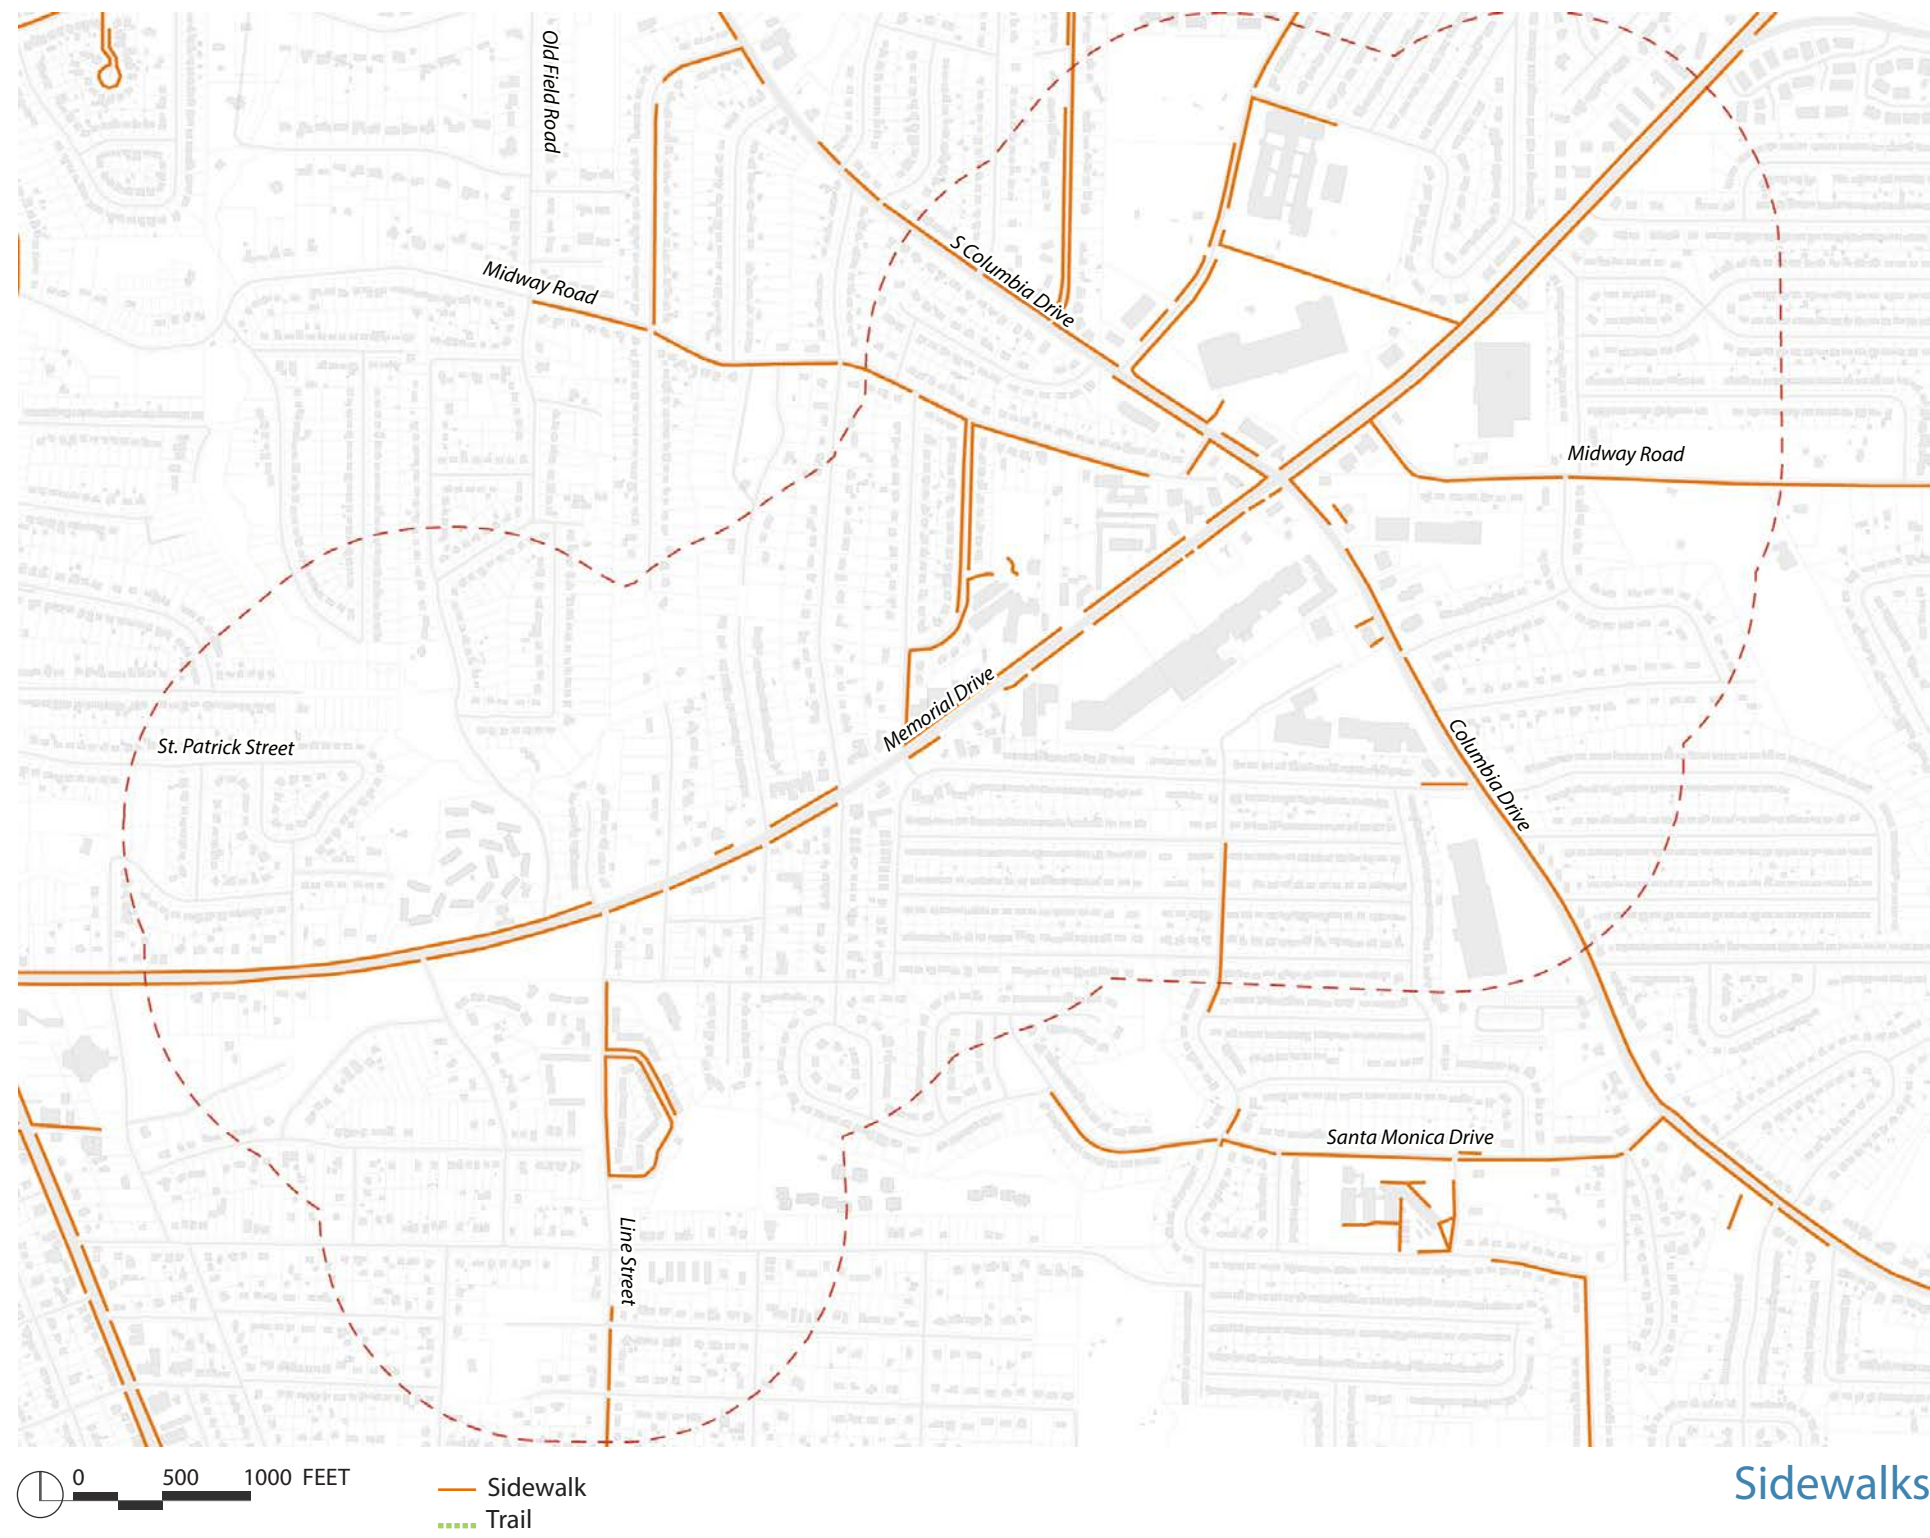 Old Field Road
Midway Road
S Columbia Drive
Midway Road
Memorial Drive
St. Patrick Street
Columbia Drive
Santa Monica Drive
Line Street
0 500 1000 FEET
Sidewalk
Trail
Sidewalks